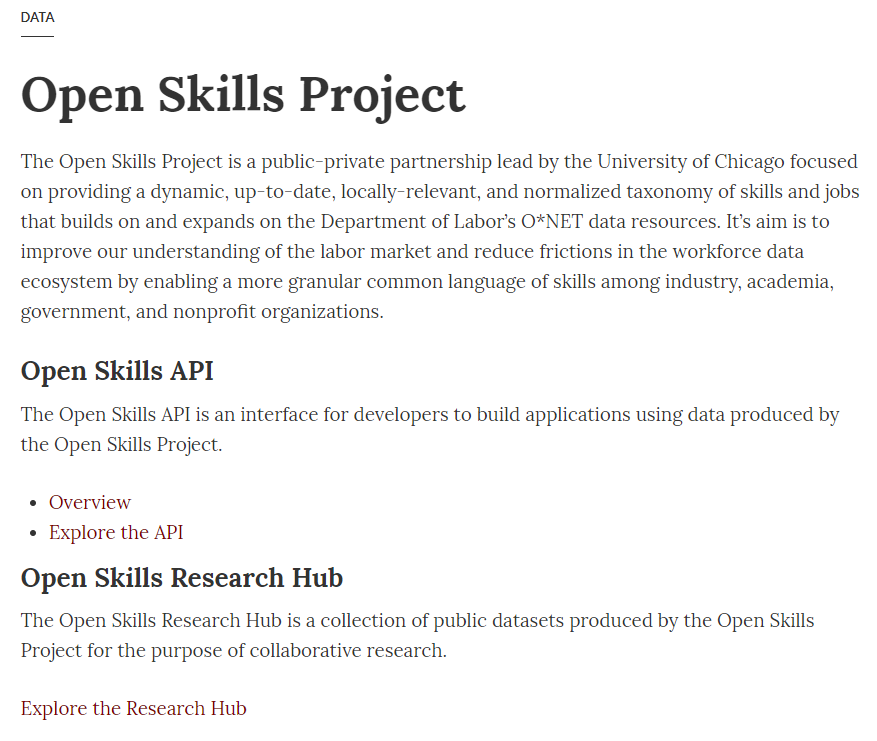 DATA
Open Skills Project
The Open Skills Project is a public-private partnership lead by the University of Chicago focused
on providing a dynamic, up-to-date, locally-relevant, and normalized taxonomy of skills and jobs
that builds on and expands on the Department of Labor’s O*NET data resources. It’s aim is to
improve our understanding of the labor market and reduce frictions in the workforce data
ecosystem by enabling a more granular common language of skills among industry, academia,
government, and nonprofit organizations.
Open Skills API
The Open Skills API is an interface for developers to build applications using data produced by
the Open Skills Project.
• Overview
• Explore the API
Open Skills Research Hub
The Open Skills Research Hub is a collection of public datasets produced by the Open Skills
Project for the purpose of collaborative research.
Explore the Research Hub